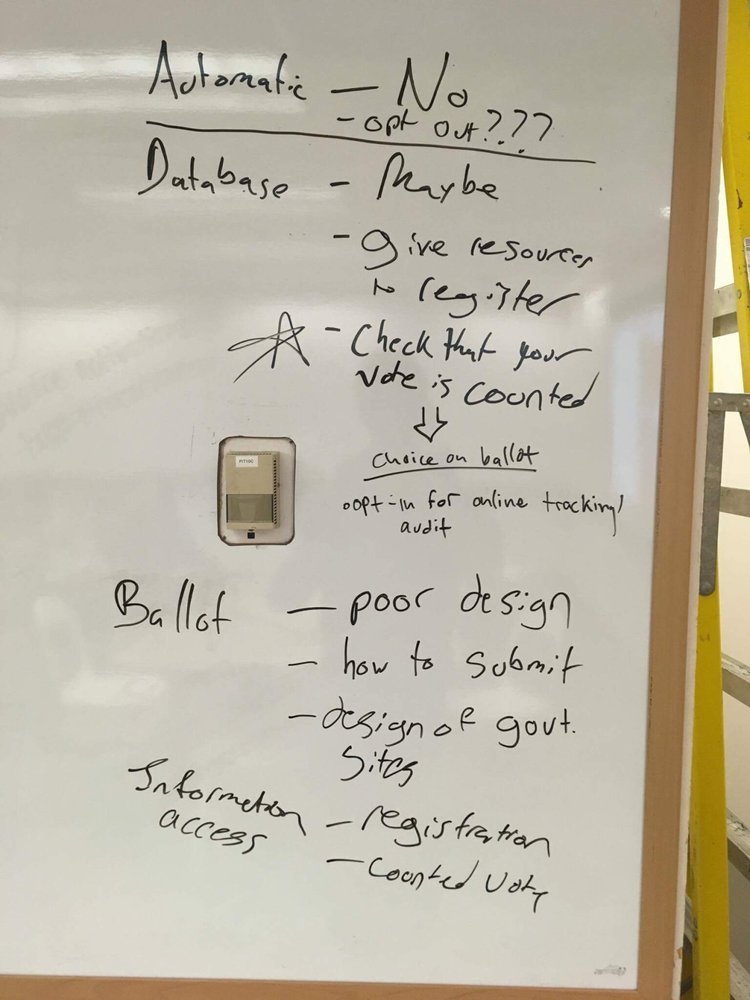 Automatic — No
- opt out???
Database - Maybe
- give resources
to register
- Check that your
vote is counted
choice on ballot
opt-in for online tracking/
audit
Ballot — poor design
- how to submit
- design of govt.
sites
Information
access - registration
- counted vote